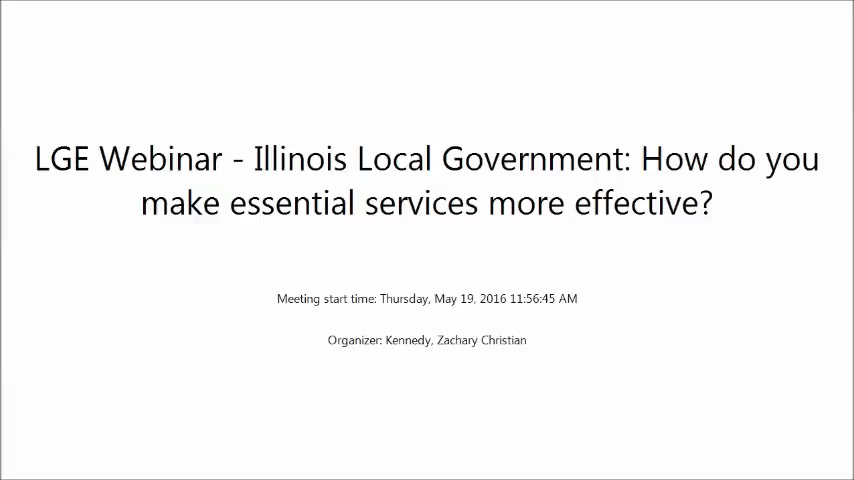 LGE Webinar - Illinois Local Government: How do you
make essential services more effective?
Meeting start time: Thursday, May 19, 2016 11:56:45 AM
Organizer: Kennedy, Zachary Christian